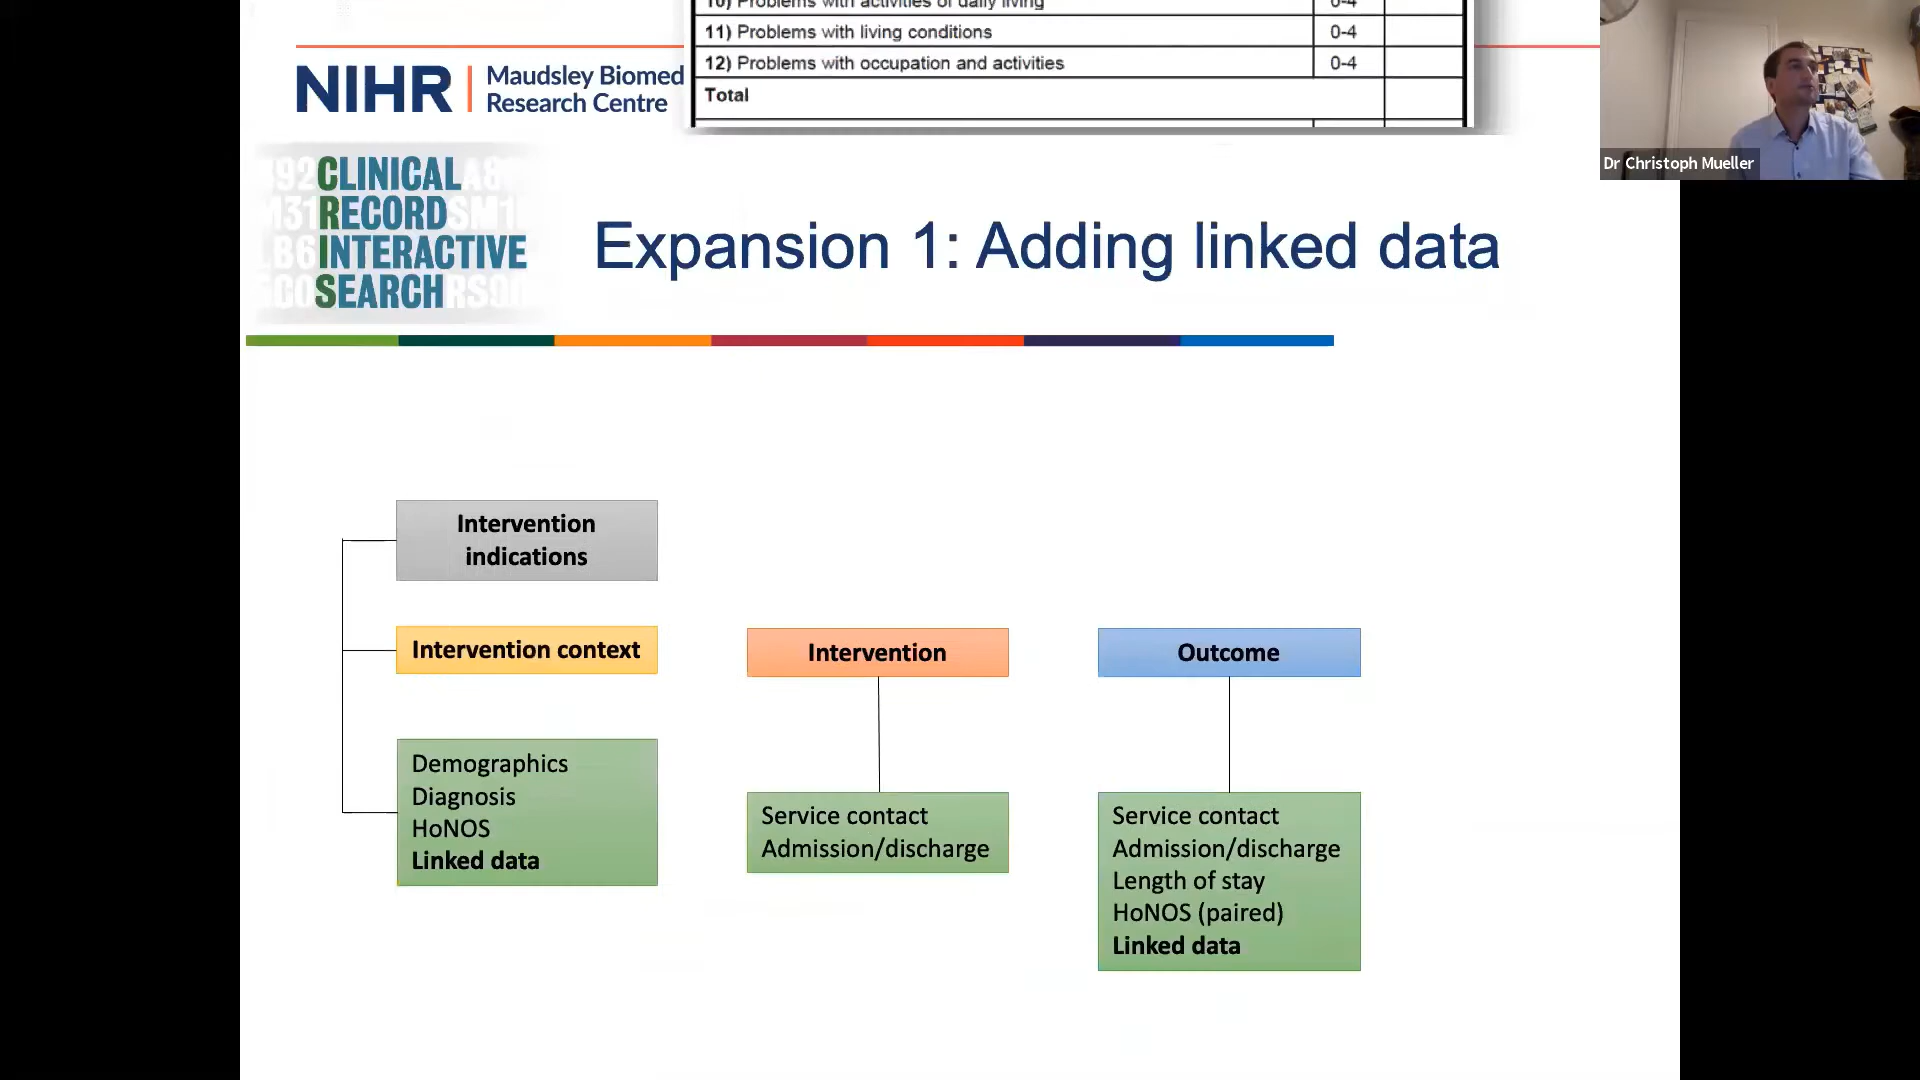 10) Problems with activities of daily living 0-4
11) Problems with living conditions 0-4
12) Problems with occupation and activities 0-4
Total
NIHR | Maudsley Biomed
Research Centre
Dr Christoph Mueller
CLINICAL
RECORD
INTERACTIVE
SEARCH
Expansion 1: Adding linked data
Intervention
indications
Intervention context
Demographics
Diagnosis
HoNOS
Linked data
Intervention
Service contact
Admission/discharge
Outcome
Service contact
Admission/discharge
Length of stay
HoNOS (paired)
Linked data